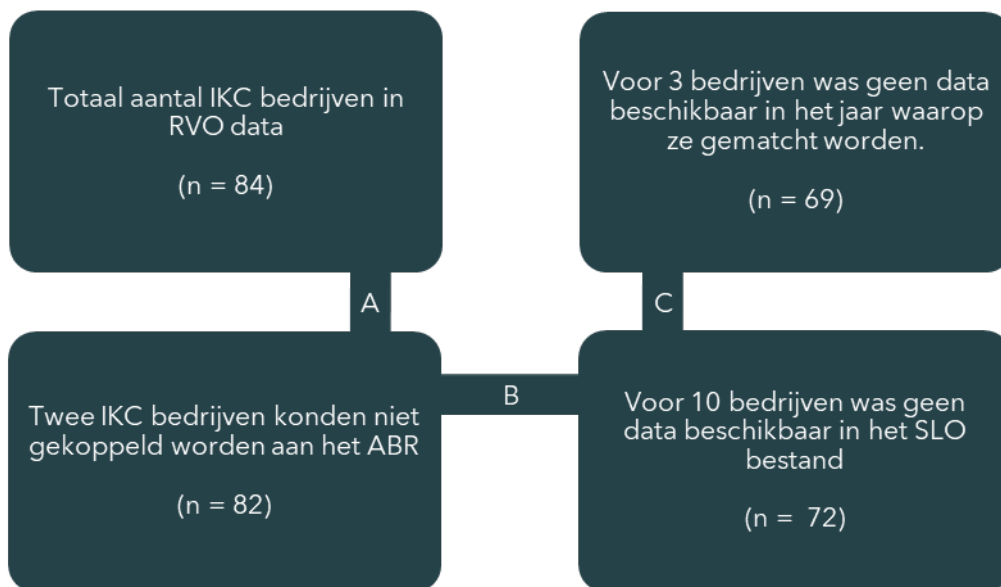 Totaal aantal IKC bedrijven in
RVO data
(n = 84)
A
Twee IKC bedrijven konden niet
gekoppeld worden aan het ABR
(n = 82)
B
Voor 10 bedrijven was geen
data beschikbaar in het SLO
bestand
(n = 72)
C
Voor 3 bedrijven was geen data
beschikbaar in het jaar waarop
ze gematcht worden.
(n = 69)